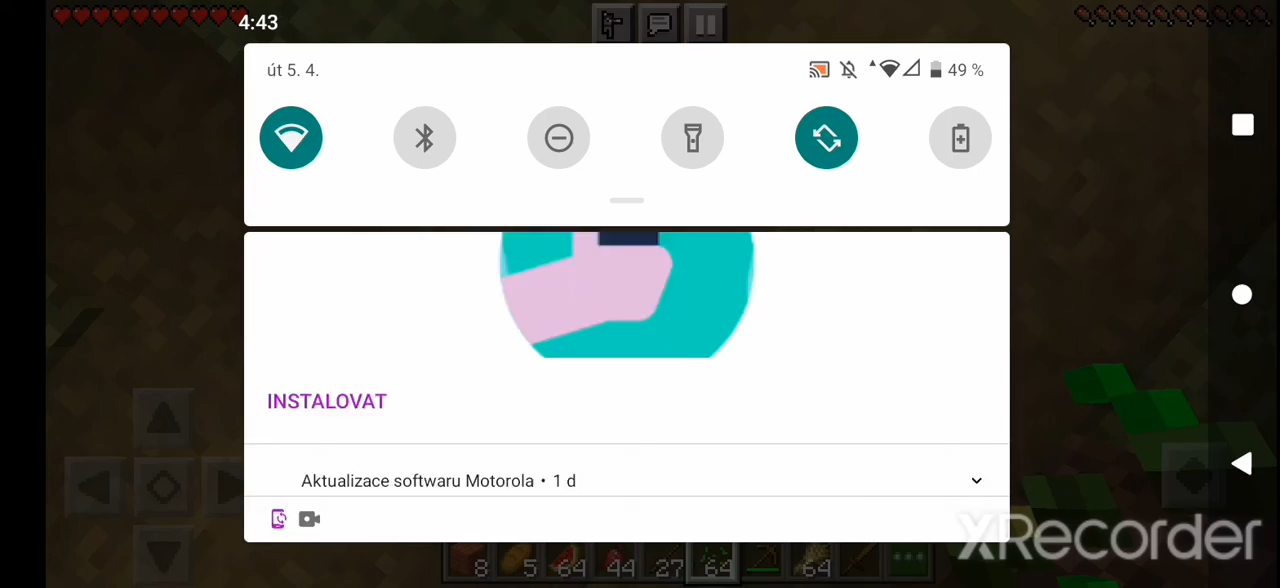 4:43
út 5. 4.
49 %
INSTALOVAT
Aktualizace softwaru Motorola • 1 d
XRecorder
8 5 64 44 27 64 64